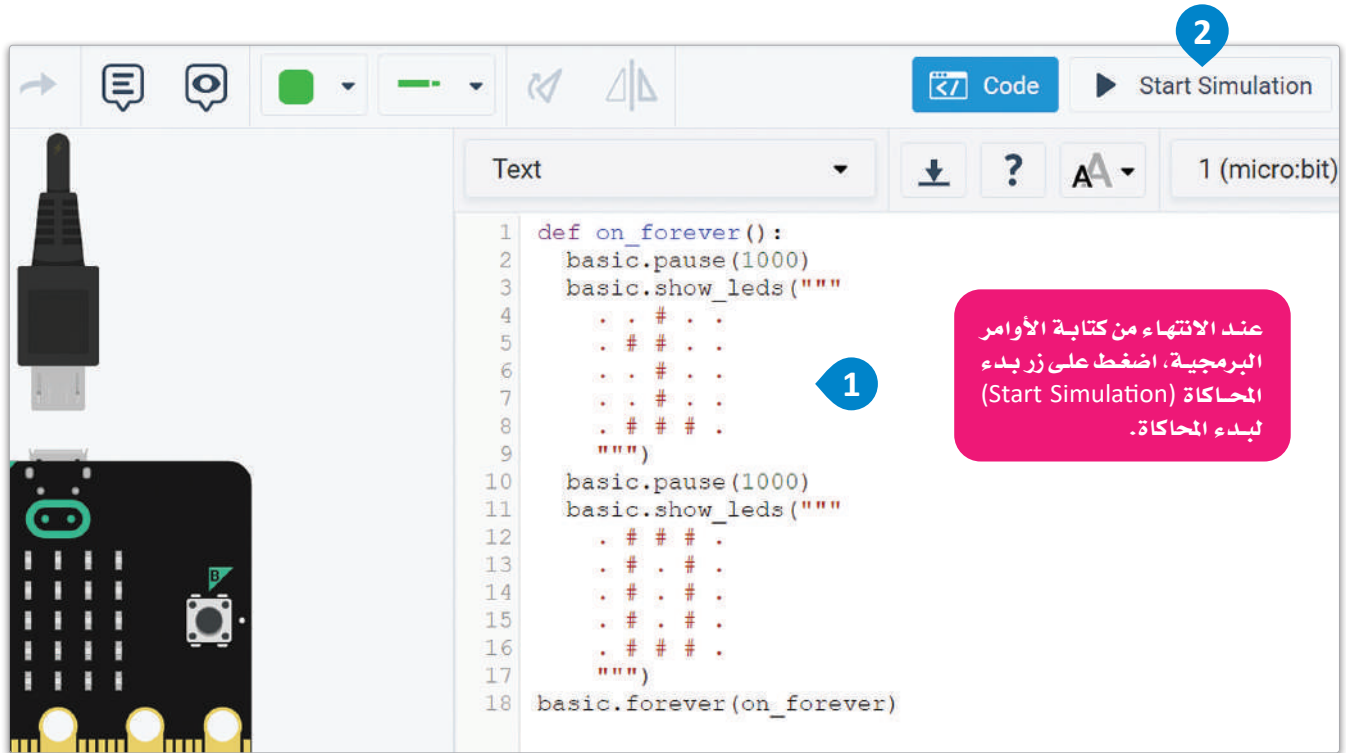 2
Code
Start Simulation
Text
?
AA
1 (micro:bit)
1 def on_forever():
2   basic.pause(1000)
3   basic.show_leds("""
4     . . # . .
5     . # # . .
6     . . # . .
7     . . # . .
8     . # # # .
9     """)
10   basic.pause(1000)
11   basic.show_leds("""
12     . # # # .
13     . # . # .
14     . # . # .
15     . # . # .
16     . # # # .
17     """)
18 basic.forever(on_forever)
1
عند الانتهاء من كتابة الأوامر
البرمجية، اضغط على زر بدء
المحاكاة (Start Simulation)
لبدء المحاكاة.
B